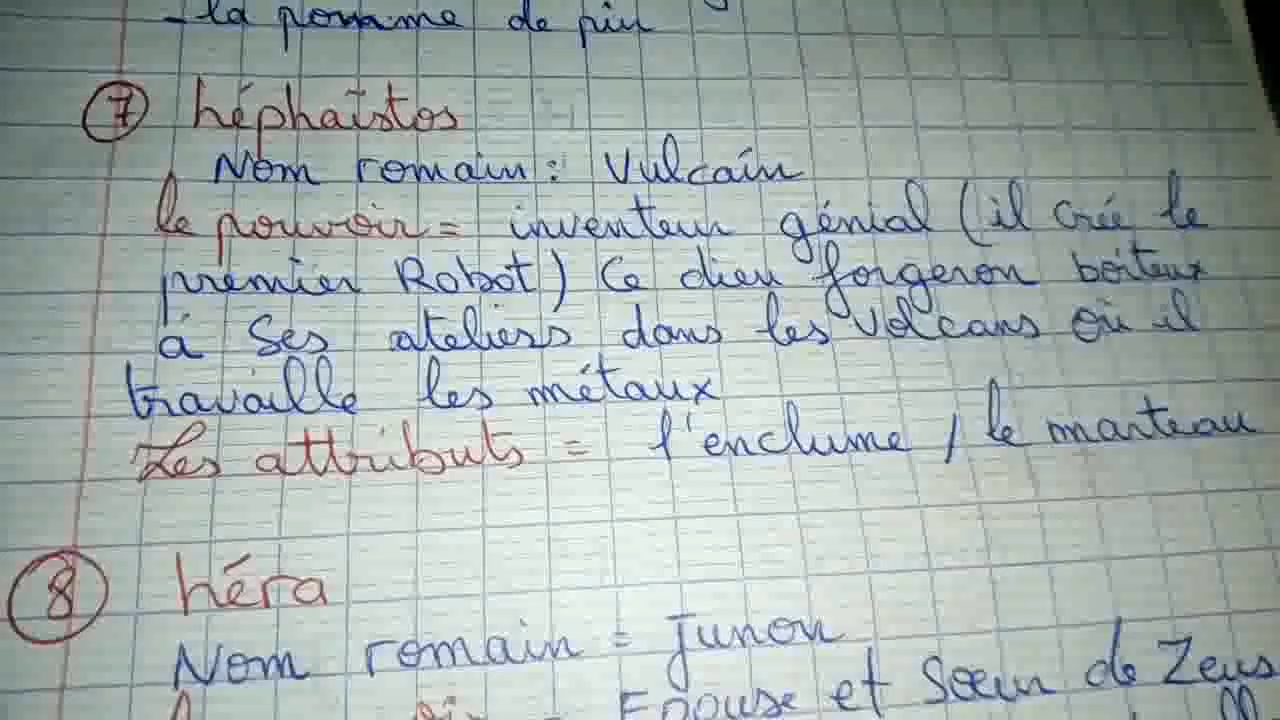 - la pomme de pin
7 héphaïstos
Nom romain : Vulcain
le pouvoir = inventeur génial (il crée le
premier Robot) Ce dieu forgeron boiteux
à Ses ateliers dans les Volcans où il
travaille les métaux
Les attributs = l'enclume, le marteau
8 héra
Nom romain = Junon
= Epouse et Sœur de Zeus